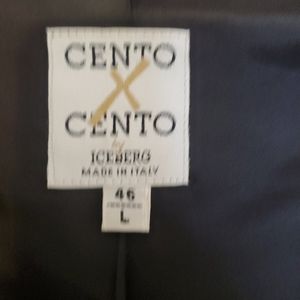 CENTO
X
CENTO
by
ICEBERG
MADE IN ITALY
46
L